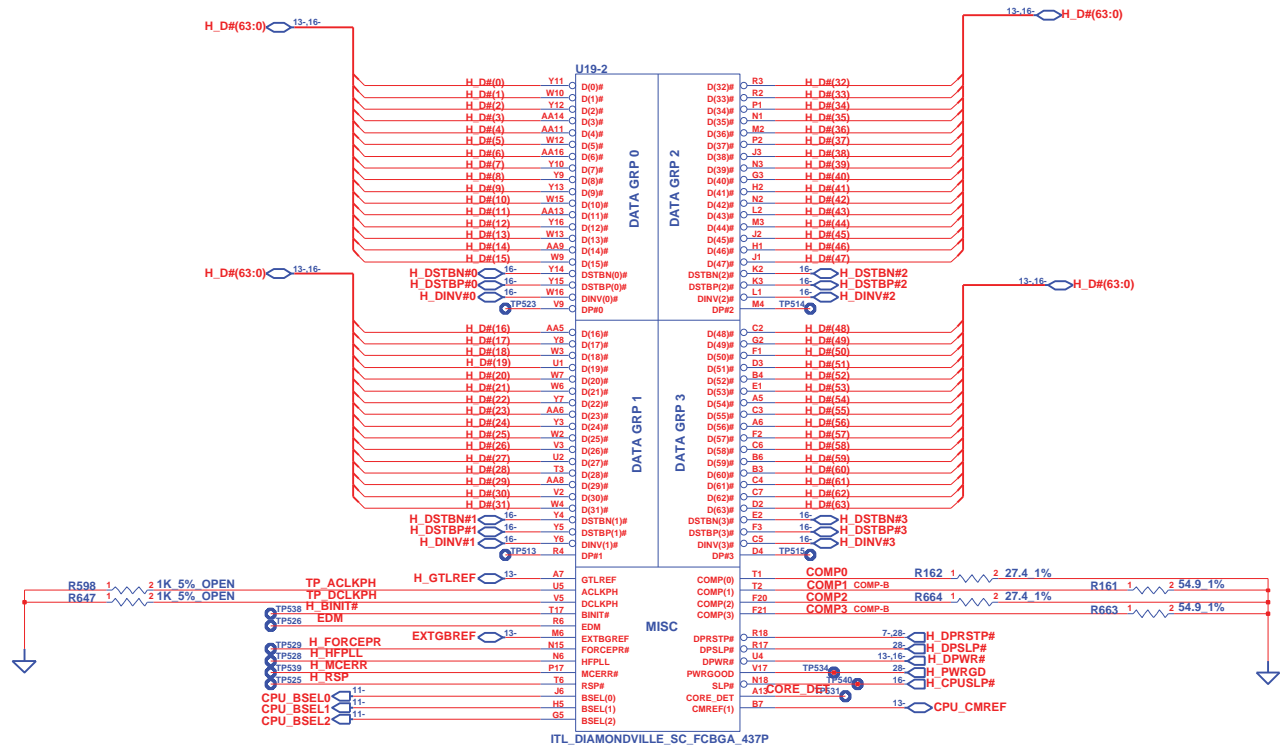 H_D#(63:0) 13-,16-
13-,16- H_D#(63:0)
U19-2
H_D#(0) Y11 D(0)# D(32)# R3 H_D#(32)
H_D#(1) W10 D(1)# D(33)# R2 H_D#(33)
H_D#(2) Y12 D(2)# D(34)# P1 H_D#(34)
H_D#(3) AA14 D(3)# D(35)# N1 H_D#(35)
H_D#(4) AA11 D(4)# D(36)# M2 H_D#(36)
H_D#(5) W12 D(5)# D(37)# P2 H_D#(37)
H_D#(6) AA16 D(6)# D(38)# J3 H_D#(38)
H_D#(7) Y10 D(7)# D(39)# N3 H_D#(39)
H_D#(8) Y9 D(8)# D(40)# G3 H_D#(40)
H_D#(9) Y13 D(9)# D(41)# H2 H_D#(41)
H_D#(10) W15 D(10)# D(42)# N2 H_D#(42)
H_D#(11) AA13 D(11)# D(43)# L2 H_D#(43)
H_D#(12) Y16 D(12)# D(44)# M3 H_D#(44)
H_D#(13) W13 D(13)# D(45)# J2 H_D#(45)
H_D#(14) AA9 D(14)# D(46)# H1 H_D#(46)
H_D#(15) W9 D(15)# D(47)# J1 H_D#(47)
DATA GRP 0 DATA GRP 2
H_D#(63:0) 13-,16-
H_DSTBN#0 16- Y14 DSTBN(0)# DSTBN(2)# K2 16- H_DSTBN#2
H_DSTBP#0 16- Y15 DSTBP(0)# DSTBP(2)# K3 16- H_DSTBP#2
13-,16- H_D#(63:0)
H_DINV#0 16- W16 DINV(0)# DINV(2)# L1 16- H_DINV#2
TP523 V9 DP#0 DP#2 M4 TP514
H_D#(16) AA5 D(16)# D(48)# C2 H_D#(48)
H_D#(17) Y8 D(17)# D(49)# G2 H_D#(49)
H_D#(18) W3 D(18)# D(50)# F1 H_D#(50)
H_D#(19) U1 D(19)# D(51)# D3 H_D#(51)
H_D#(20) W7 D(20)# D(52)# B4 H_D#(52)
H_D#(21) W6 D(21)# D(53)# E1 H_D#(53)
H_D#(22) Y7 D(22)# D(54)# A5 H_D#(54)
H_D#(23) AA6 D(23)# D(55)# C3 H_D#(55)
H_D#(24) Y3 D(24)# D(56)# A6 H_D#(56)
H_D#(25) W2 D(25)# D(57)# F2 H_D#(57)
H_D#(26) V3 D(26)# D(58)# C6 H_D#(58)
H_D#(27) U2 D(27)# D(59)# B6 H_D#(59)
H_D#(28) T3 D(28)# D(60)# B3 H_D#(60)
H_D#(29) AA8 D(29)# D(61)# C4 H_D#(61)
H_D#(30) V2 D(30)# D(62)# C7 H_D#(62)
H_D#(31) W4 D(31)# D(63)# D2 H_D#(63)
DATA GRP 1 DATA GRP 3
H_DSTBN#1 16- Y4 DSTBN(1)# DSTBN(3)# E2 16- H_DSTBN#3
H_DSTBP#1 16- Y5 DSTBP(1)# DSTBP(3)# F3 16- H_DSTBP#3
H_DINV#1 16- Y6 DINV(1)# DINV(3)# C5 16- H_DINV#3
TP513 R4 DP#1 DP#3 D4 TP515
H_GTLREF 13- A7 GTLREF COMP(0) T1 COMP0 R162 1 2 27.4_1%
R598 1 2 1K_5%_OPEN TP_ACLKPH U5 ACLKPH COMP(1) T2 COMP1 COMP-B R161 1 2 54.9_1%
R647 1 2 1K_5%_OPEN TP_DCLKPH V5 DCLKPH COMP(2) F20 COMP2 R664 1 2 27.4_1%
TP538 H_BINIT# T17 BINIT# COMP(3) F21 COMP3 COMP-B R663 1 2 54.9_1%
TP526 EDM R6 EDM
MISC
EXTGBREF 13- M6 EXTBGREF DPRSTP# R18 7-,28- H_DPRSTP#
TP529 H_FORCEPR N15 FORCEPR# DPSLP# R17 28- H_DPSLP#
TP528 H_HFPLL N6 HFPLL DPWR# U4 13-,16- H_DPWR#
TP539 H_MCERR P17 MCERR# PWRGOOD V17 TP534 28- H_PWRGD
TP525 H_RSP T6 RSP# SLP# N18 TP540 16- H_CPUSLP#
CPU_BSEL0 11- J6 BSEL(0) CORE_DET A13 CORE_DET TP531
CPU_BSEL1 11- H5 BSEL(1) CMREF(1) B7 13- CPU_CMREF
CPU_BSEL2 11- G5 BSEL(2)
ITL_DIAMONDVILLE_SC_FCBGA_437P